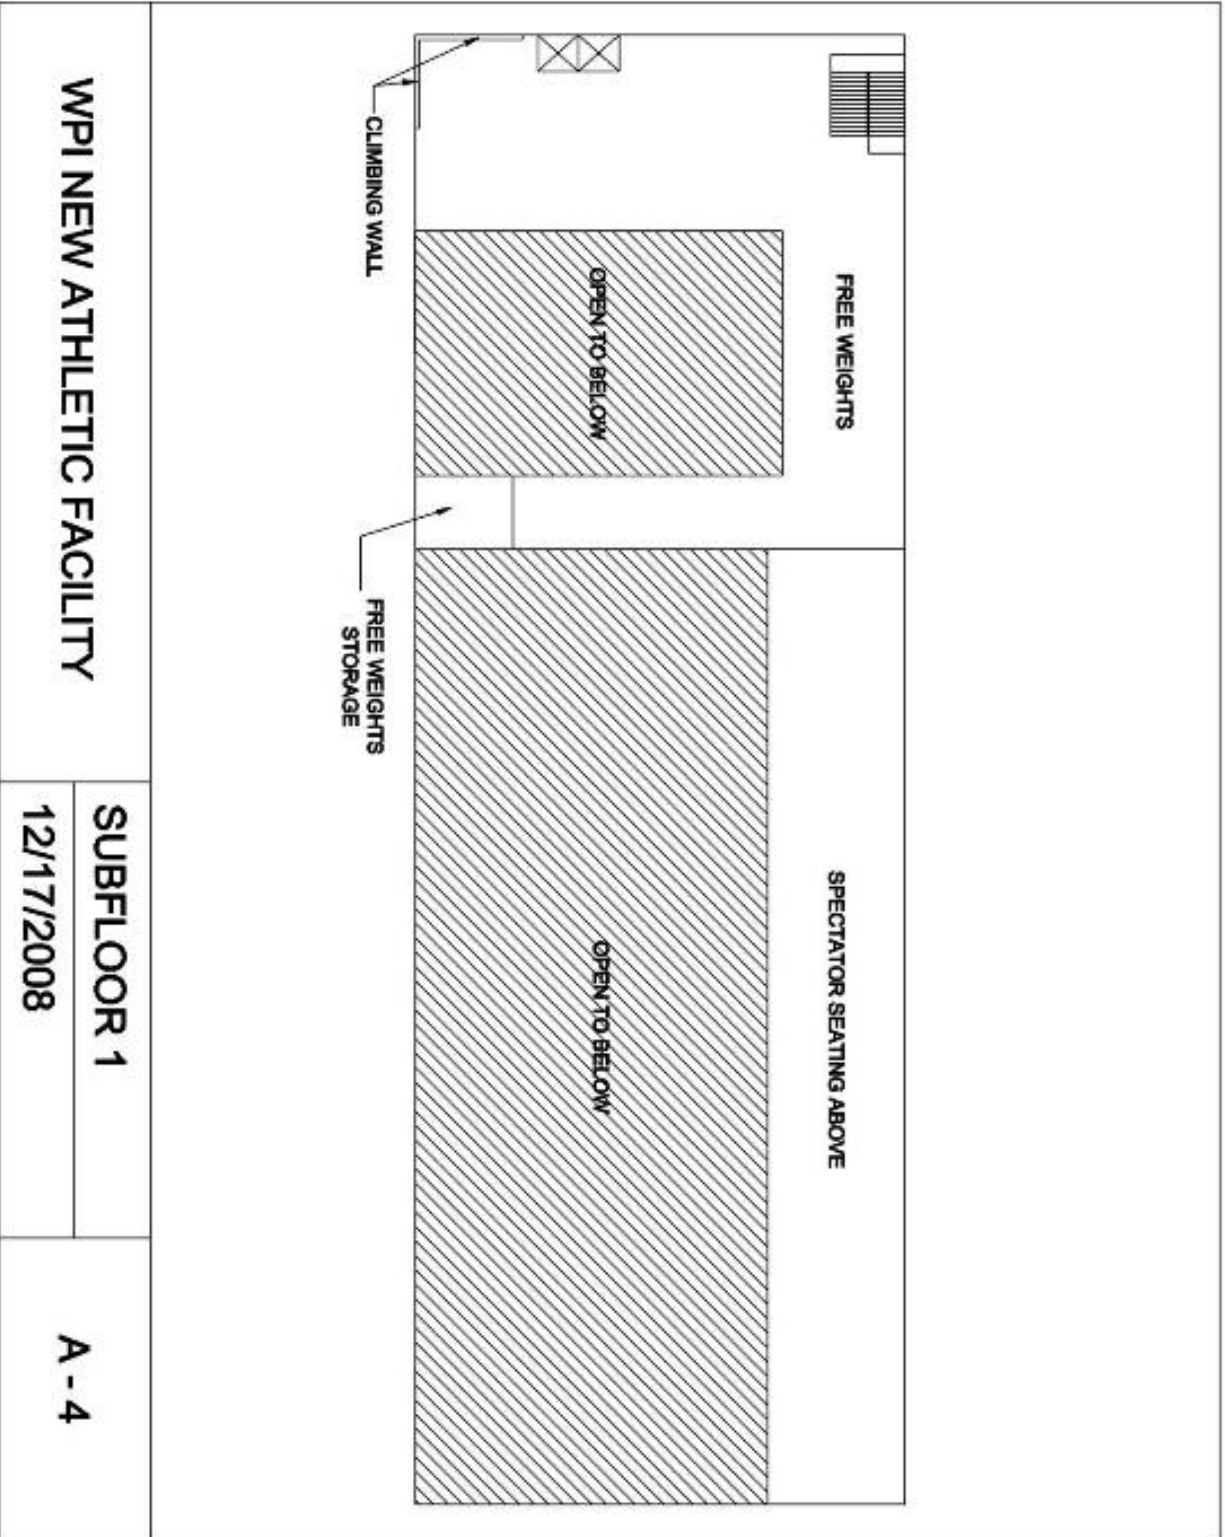 FREE WEIGHTS
SPECTATOR SEATING ABOVE
OPEN TO BELOW
OPEN TO BELOW
CLIMBING WALL
FREE WEIGHTS
STORAGE
WPI NEW ATHLETIC FACILITY
SUBFLOOR 1
12/17/2008
A - 4